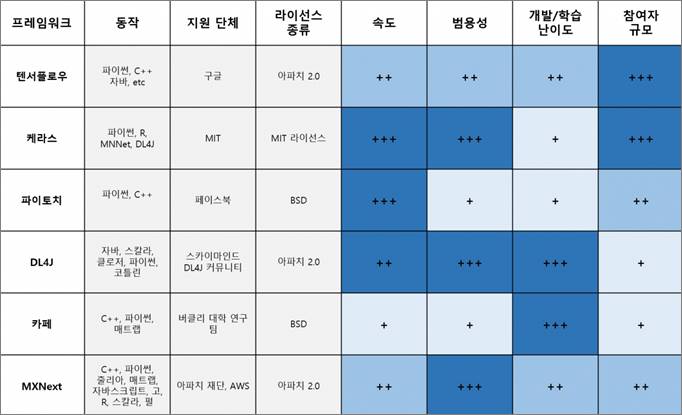 프레임워크 동작 지원 단체 라이선스 종류 속도 범용성 개발/학습 난이도 참여자 규모
텐서플로우
파이썬, C++
자바, etc
구글
아파치 2.0
++
++
++
+++
케라스
파이썬, R,
MNNet, DL4J
MIT
MIT 라이선스
+++
+++
+
+++
파이토치
파이썬, C++
페이스북
BSD
+++
+
+
++
DL4J
자바, 스칼라,
클로저, 파이썬,
코틀린
스카이마인드
DL4J 커뮤니티
아파치 2.0
++
+++
+++
+
카페
C++, 파이썬,
매트랩
버클리 대학 연구
팀
BSD
+
+
+++
+
MXNext
C++, 파이썬,
줄리아, 매트랩,
자바스크립트, 고,
R, 스칼라, 펄
아파치 재단, AWS
아파치 2.0
++
+++
++
++